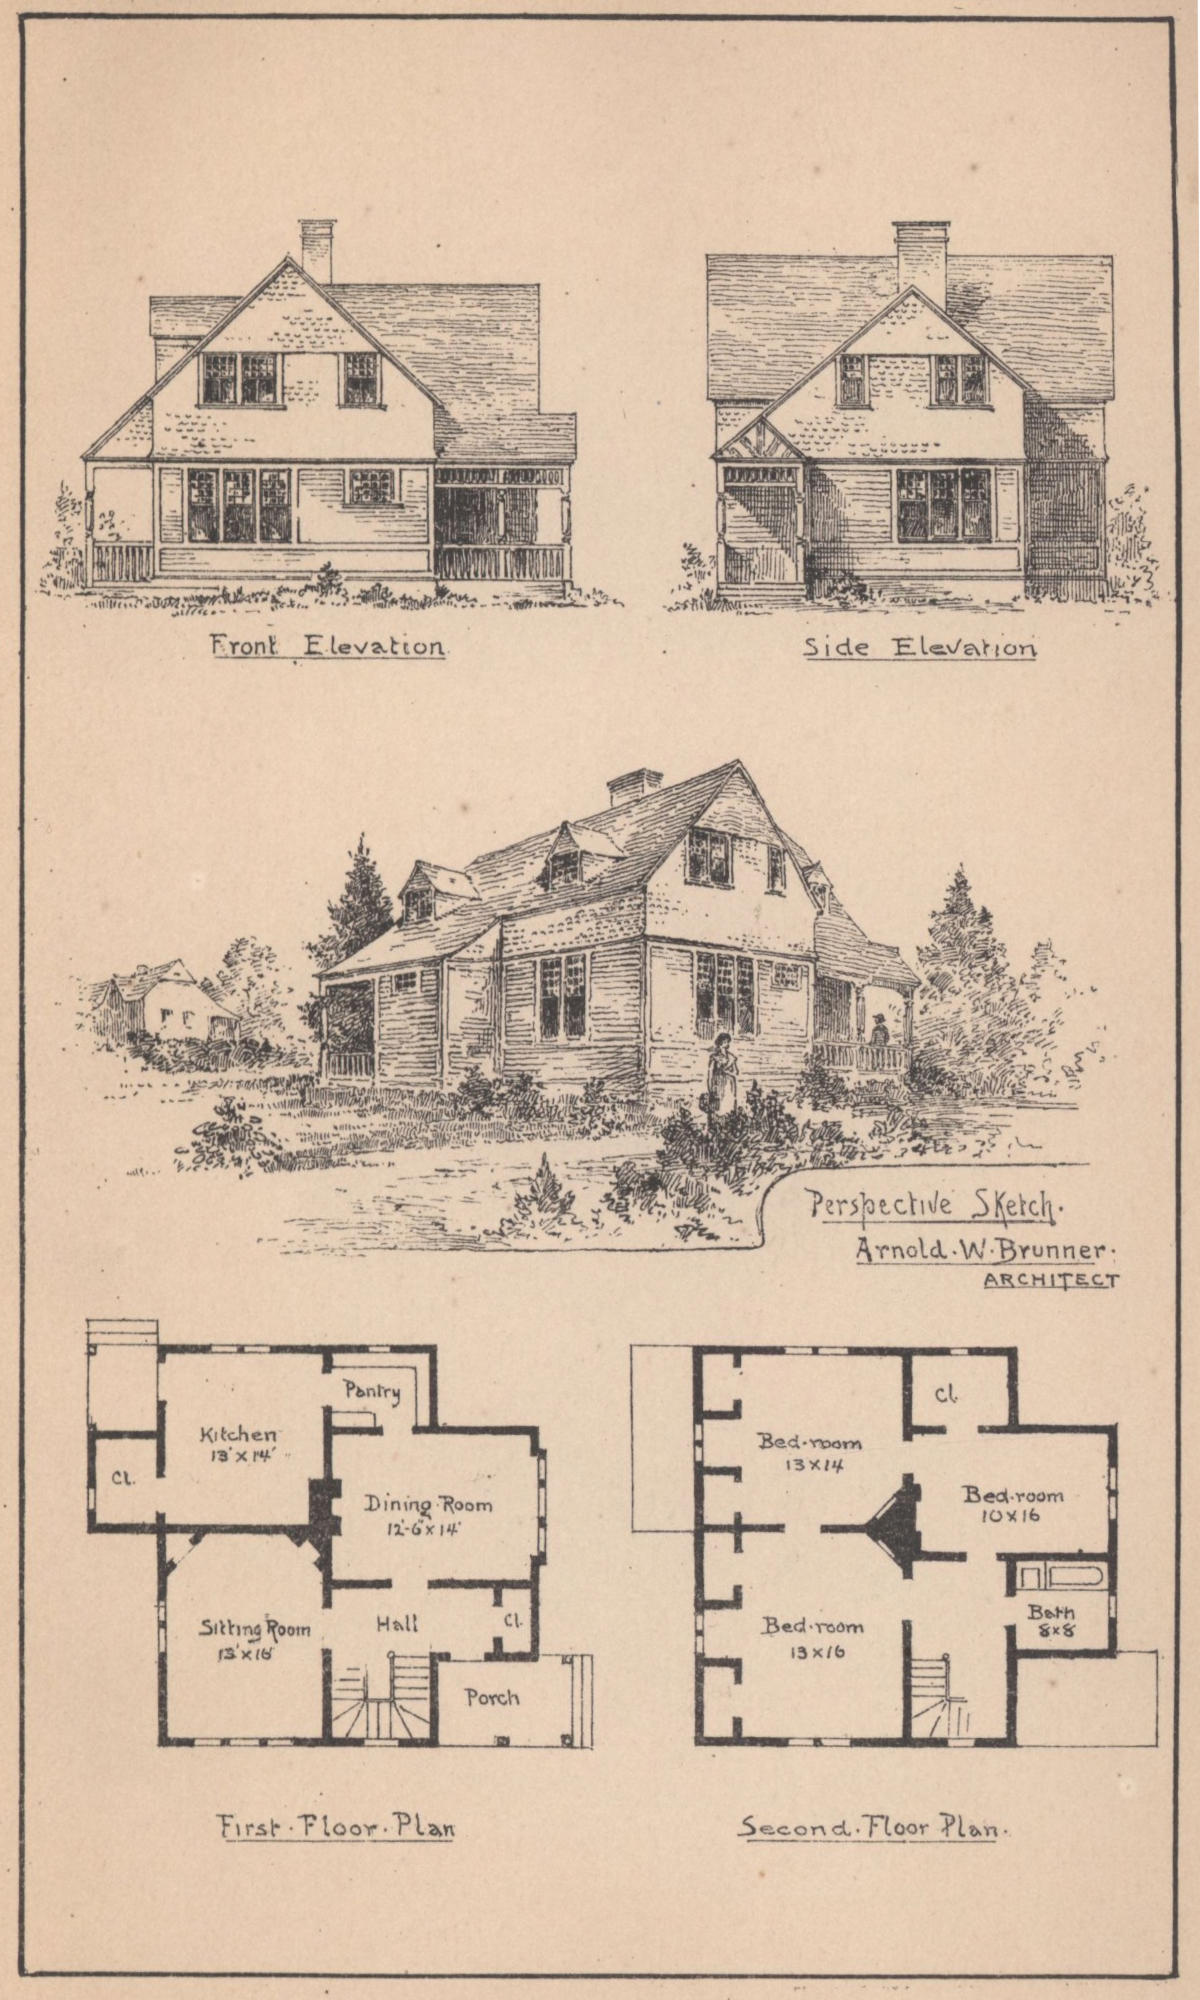 Front Elevation.
Side Elevation
Perspective Sketch.
Arnold·W·Brunner·
ARCHITECT
Pantry
Kitchen
13'x14'
Cl.
Dining·Room
12'-6"x14'
Sitting Room
13'x16'
Hall
Cl.
Porch
Cl.
Bed·room
13x14
Bed·room
10x16
Bath
8x8
Bed·room
13x16
First·Floor·Plan
Second·Floor Plan.